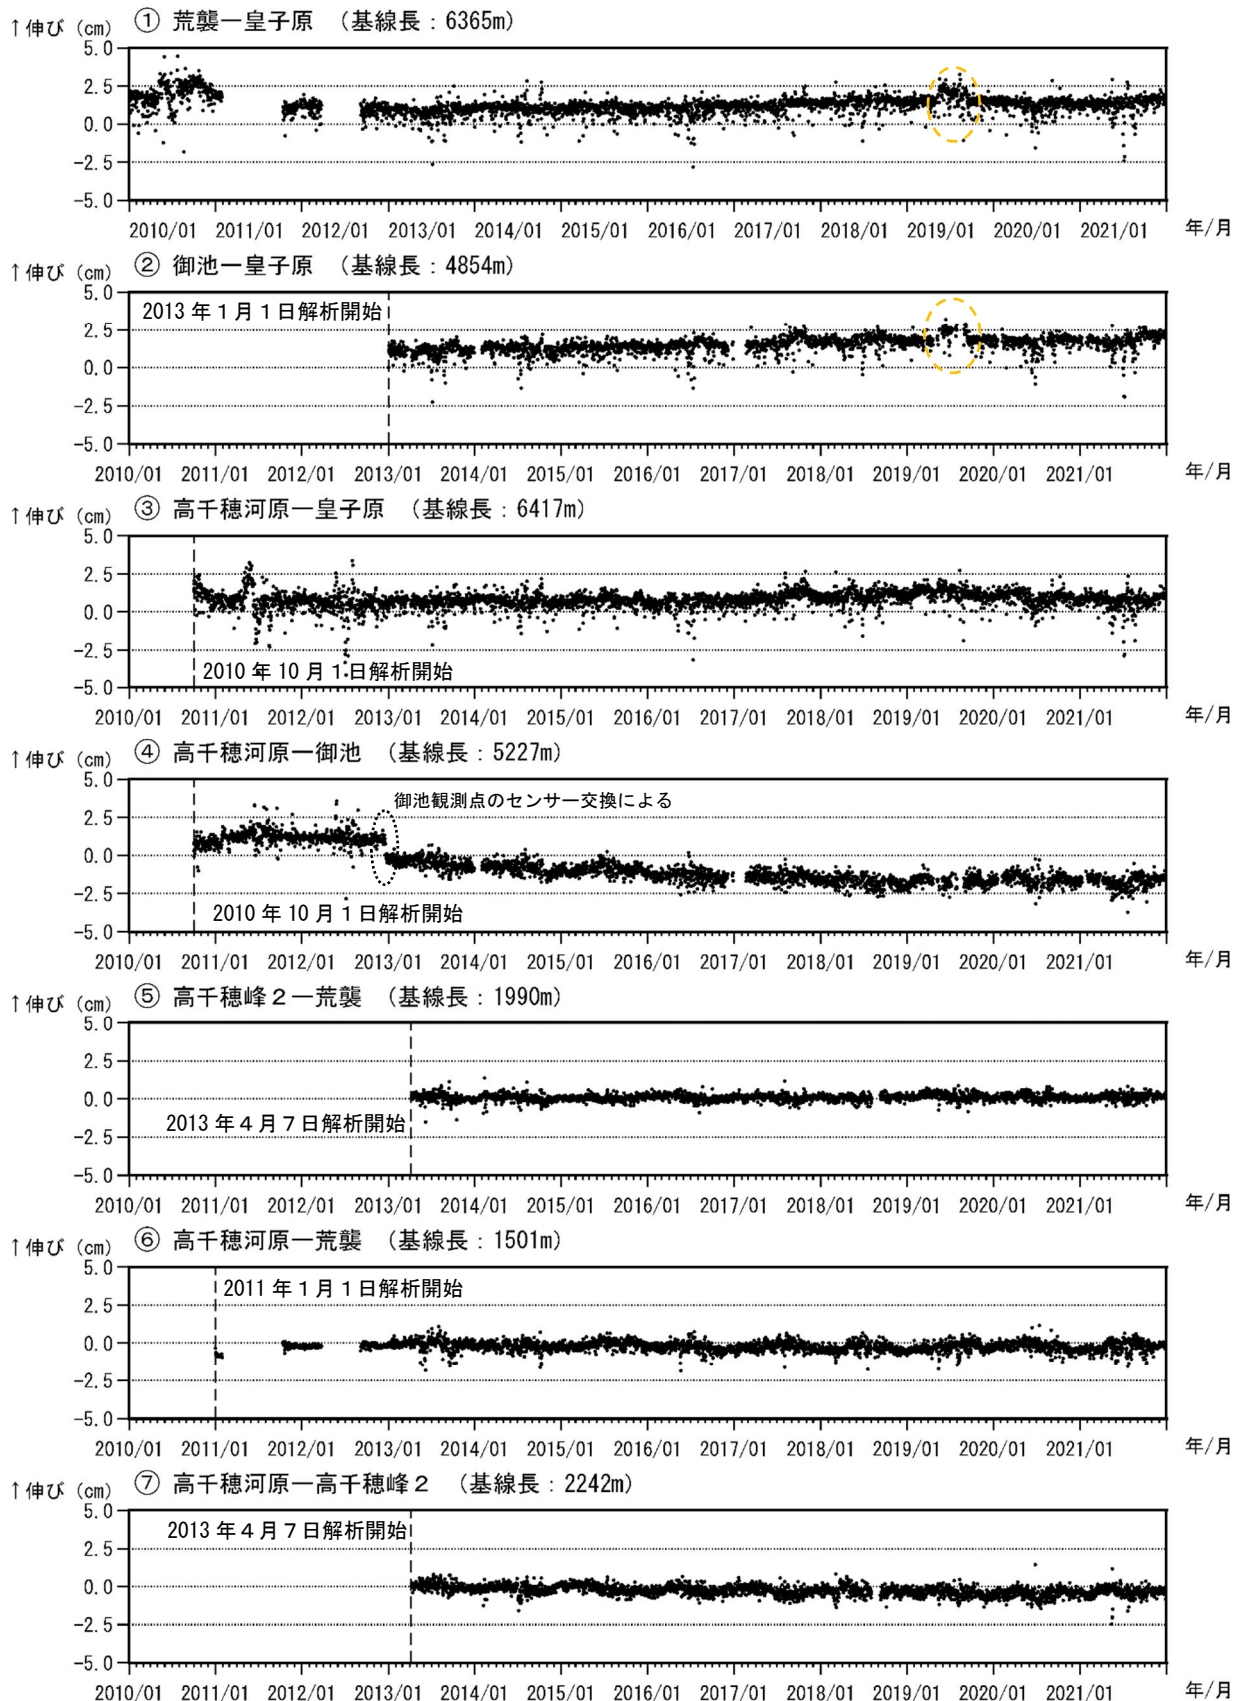 ↑伸び (cm) ① 荒襲ー皇子原 (基線長：6365m)
5.0
2.5
0.0
-2.5
-5.0
2010/01 2011/01 2012/01 2013/01 2014/01 2015/01 2016/01 2017/01 2018/01 2019/01 2020/01 2021/01 年/月
↑伸び (cm) ② 御池ー皇子原 (基線長：4854m)
5.0
2013年1月1日解析開始
2.5
0.0
-2.5
-5.0
2010/01 2011/01 2012/01 2013/01 2014/01 2015/01 2016/01 2017/01 2018/01 2019/01 2020/01 2021/01 年/月
↑伸び (cm) ③ 高千穂河原ー皇子原 (基線長：6417m)
5.0
2.5
0.0
-2.5
2010年10月1日解析開始
-5.0
2010/01 2011/01 2012/01 2013/01 2014/01 2015/01 2016/01 2017/01 2018/01 2019/01 2020/01 2021/01 年/月
↑伸び (cm) ④ 高千穂河原ー御池 (基線長：5227m)
5.0
御池観測点のセンサー交換による
2.5
0.0
-2.5
2010年10月1日解析開始
-5.0
2010/01 2011/01 2012/01 2013/01 2014/01 2015/01 2016/01 2017/01 2018/01 2019/01 2020/01 2021/01 年/月
↑伸び (cm) ⑤ 高千穂峰2ー荒襲 (基線長：1990m)
5.0
2.5
0.0
2013年4月7日解析開始
-2.5
-5.0
2010/01 2011/01 2012/01 2013/01 2014/01 2015/01 2016/01 2017/01 2018/01 2019/01 2020/01 2021/01 年/月
↑伸び (cm) ⑥ 高千穂河原ー荒襲 (基線長：1501m)
5.0
2011年1月1日解析開始
2.5
0.0
-2.5
-5.0
2010/01 2011/01 2012/01 2013/01 2014/01 2015/01 2016/01 2017/01 2018/01 2019/01 2020/01 2021/01 年/月
↑伸び (cm) ⑦ 高千穂河原ー高千穂峰2 (基線長：2242m)
5.0
2013年4月7日解析開始
2.5
0.0
-2.5
-5.0
2010/01 2011/01 2012/01 2013/01 2014/01 2015/01 2016/01 2017/01 2018/01 2019/01 2020/01 2021/01 年/月